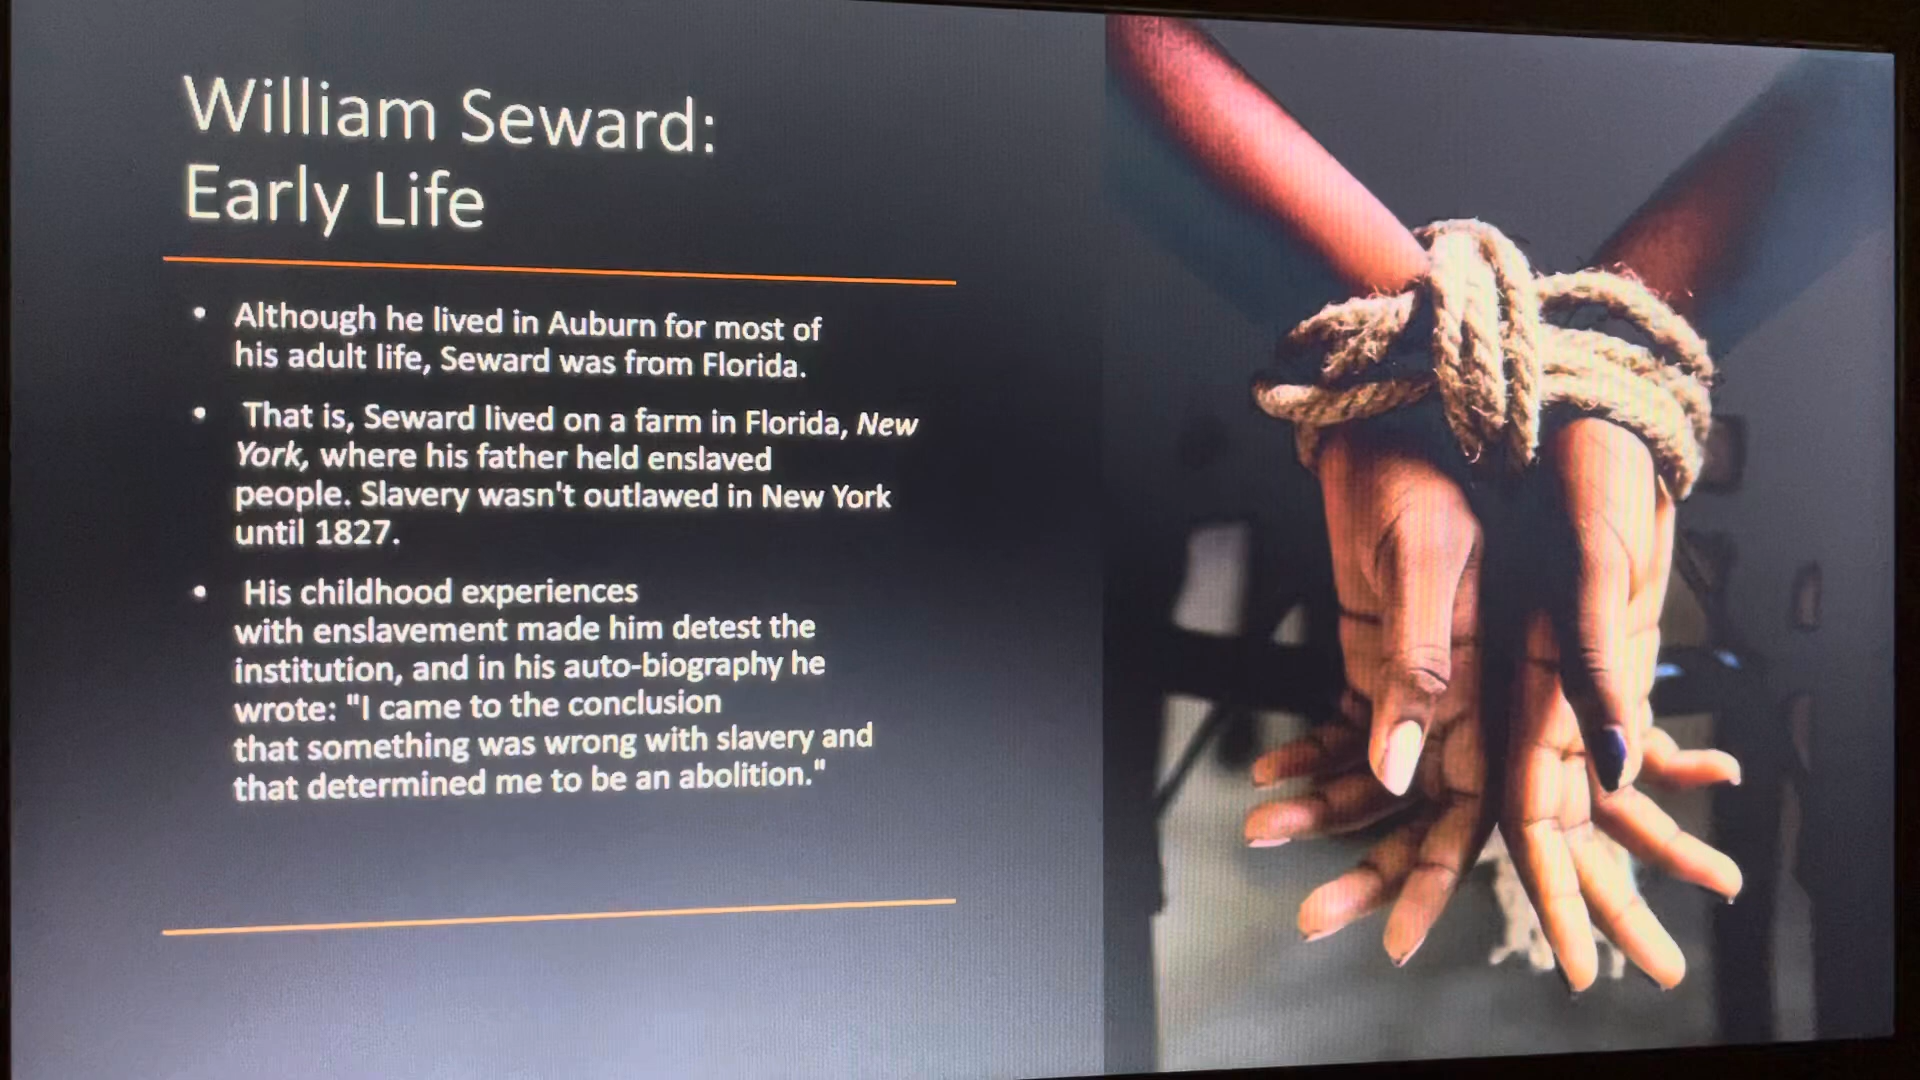 William Seward:
Early Life
• Although he lived in Auburn for most of
his adult life, Seward was from Florida.
• That is, Seward lived on a farm in Florida, New
York, where his father held enslaved
people. Slavery wasn't outlawed in New York
until 1827.
• His childhood experiences
with enslavement made him detest the
institution, and in his auto-biography he
wrote: "I came to the conclusion
that something was wrong with slavery and
that determined me to be an abolition."